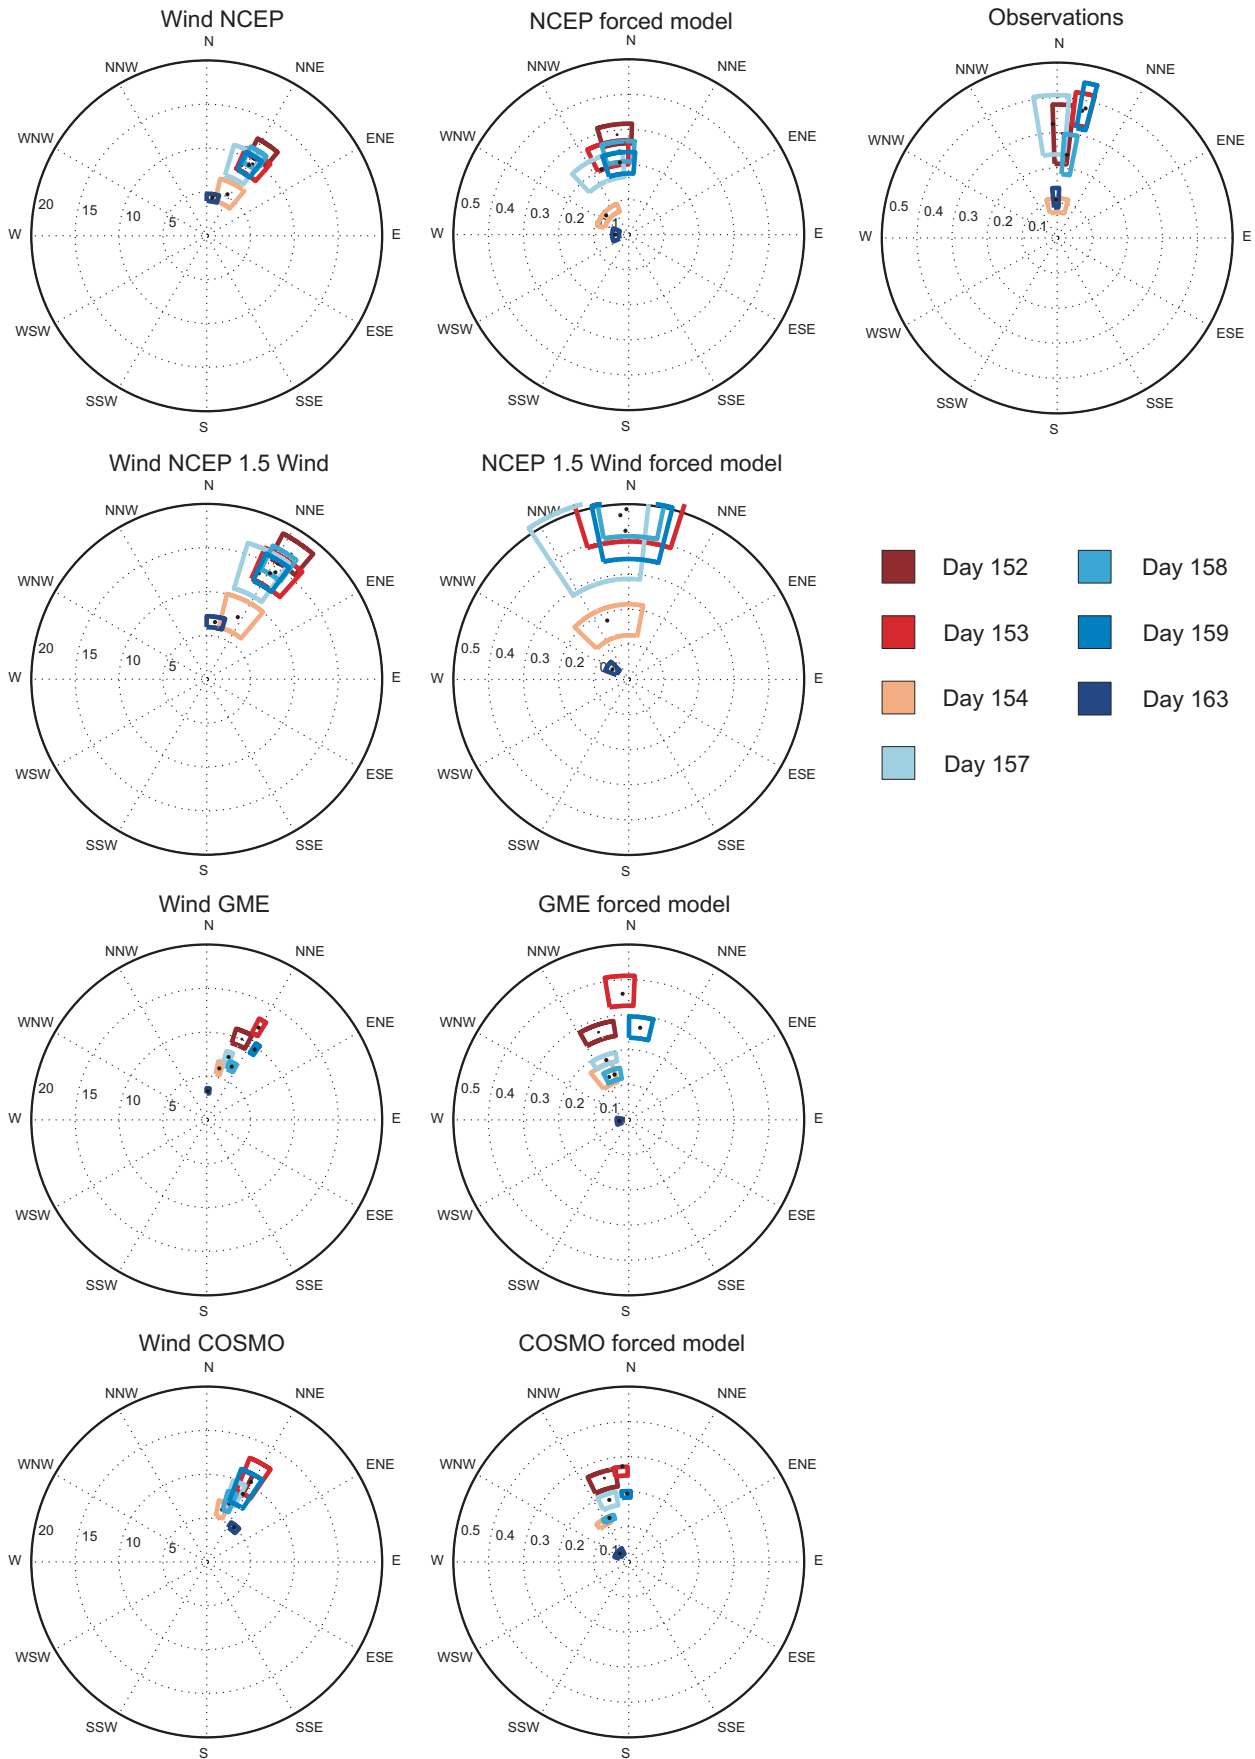 Wind NCEP
NCEP forced model
Observations
N
N
N
NNW
NNE
NNW
NNE
NNW
NNE
WNW
ENE
WNW
ENE
WNW
ENE
20
15
10
5
0.5
0.4
0.3
0.2
0.5
0.4
0.3
0.2
0.1
W
E
W
E
W
E
WSW
ESE
WSW
ESE
WSW
ESE
SSW
SSE
SSW
SSE
SSW
SSE
S
S
S
Wind NCEP 1.5 Wind
NCEP 1.5 Wind forced model
N
N
NNW
NNE
NNW
NNE
WNW
ENE
WNW
ENE
20
15
10
5
0.5
0.4
0.3
0.2
W
E
W
E
WSW
ESE
WSW
ESE
SSW
SSE
SSW
SSE
S
S
Day 152
Day 158
Day 153
Day 159
Day 154
Day 163
Day 157
Wind GME
GME forced model
N
N
NNW
NNE
NNW
NNE
WNW
ENE
WNW
ENE
20
15
10
5
0.5
0.4
0.3
0.2
0.1
W
E
W
E
WSW
ESE
WSW
ESE
SSW
SSE
SSW
SSE
S
S
Wind COSMO
COSMO forced model
N
N
NNW
NNE
NNW
NNE
WNW
ENE
WNW
ENE
20
15
10
5
0.5
0.4
0.3
0.2
0.1
W
E
W
E
WSW
ESE
WSW
ESE
SSW
SSE
SSW
SSE
S
S